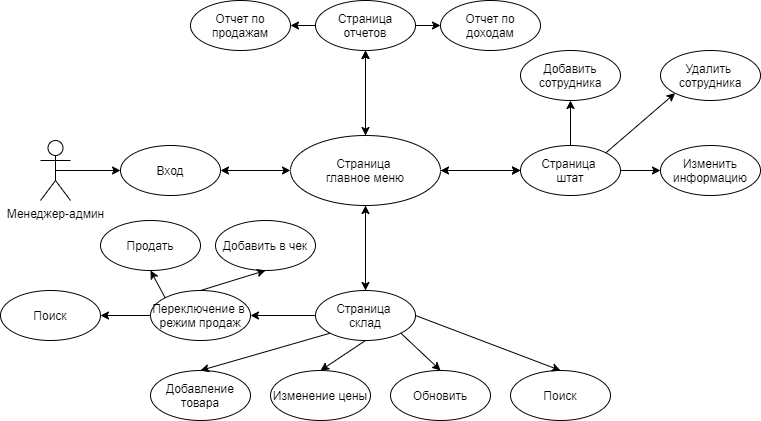 Отчет по
продажам
Страница
отчетов
Отчет по
доходам
Добавить
сотрудника
Удалить
сотрудника
Вход
Страница
главное меню
Страница
штат
Изменить
информацию
Менеджер-админ
Продать
Добавить в чек
Поиск
Переключение в
режим продаж
Страница
склад
Добавление
товара
Изменение цены
Обновить
Поиск